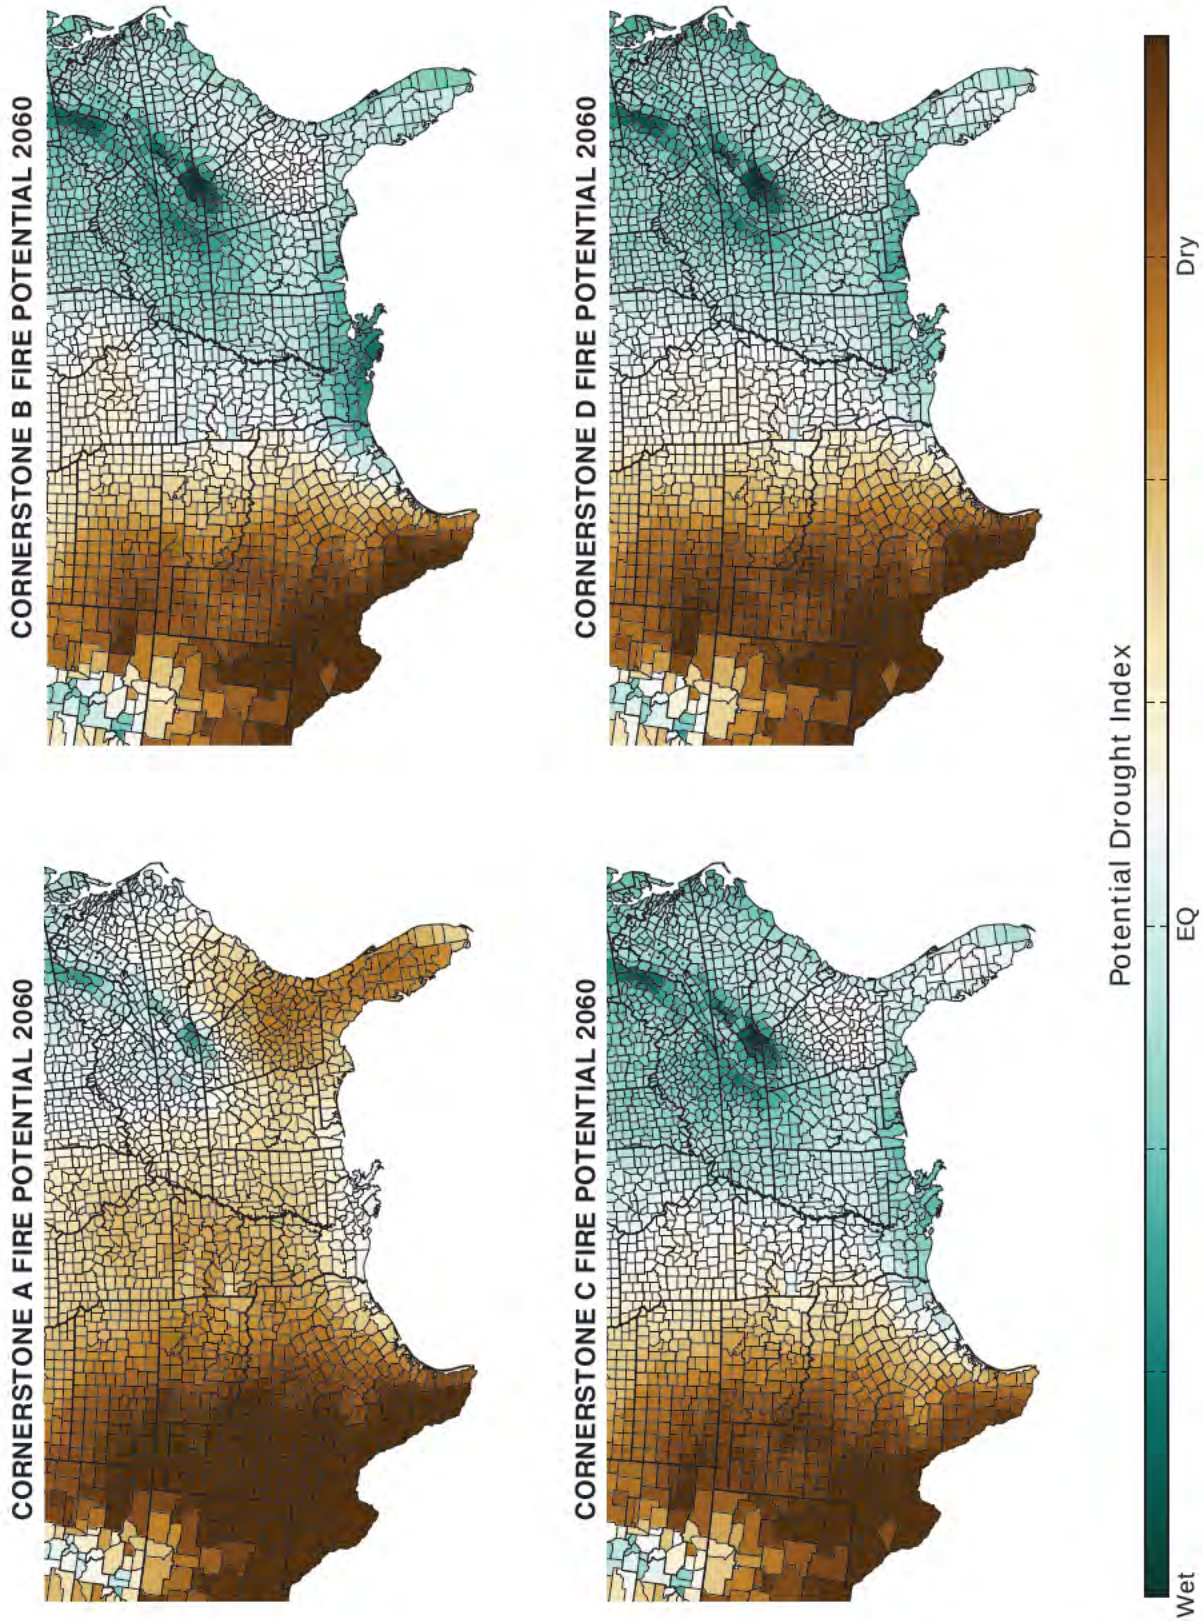 CORNERSTONE A FIRE POTENTIAL 2060
CORNERSTONE B FIRE POTENTIAL 2060
CORNERSTONE C FIRE POTENTIAL 2060
CORNERSTONE D FIRE POTENTIAL 2060
Potential Drought Index
Wet
EQ
Dry